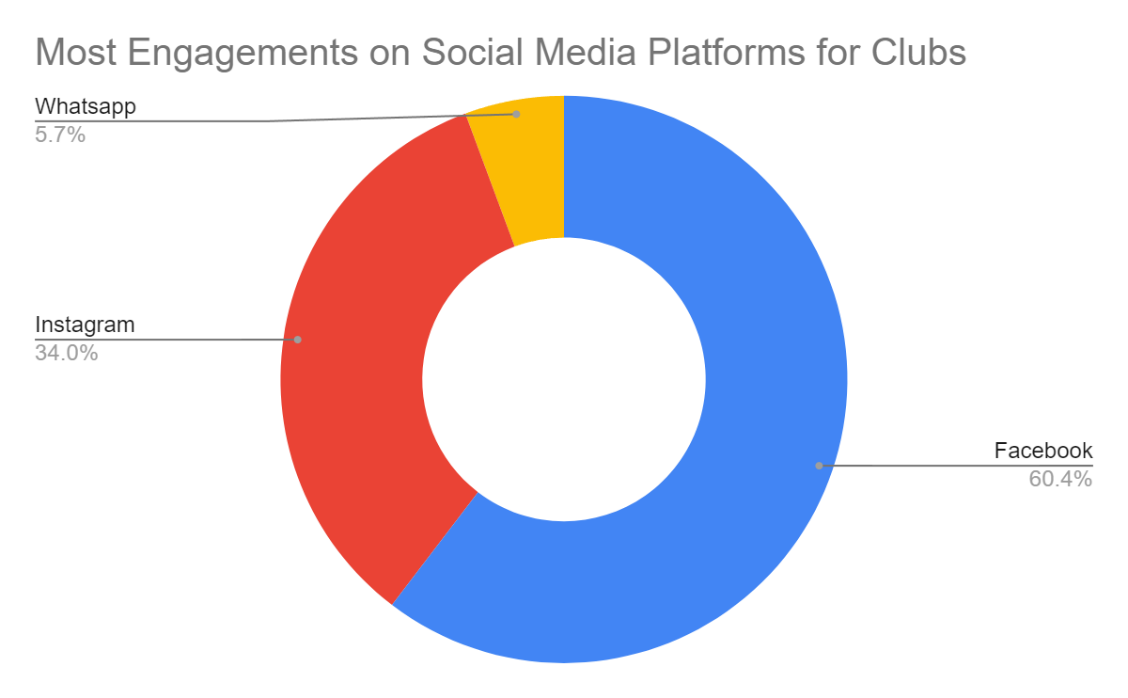 Most Engagements on Social Media Platforms for Clubs
Whatsapp
5.7%
Instagram
34.0%
Facebook
60.4%